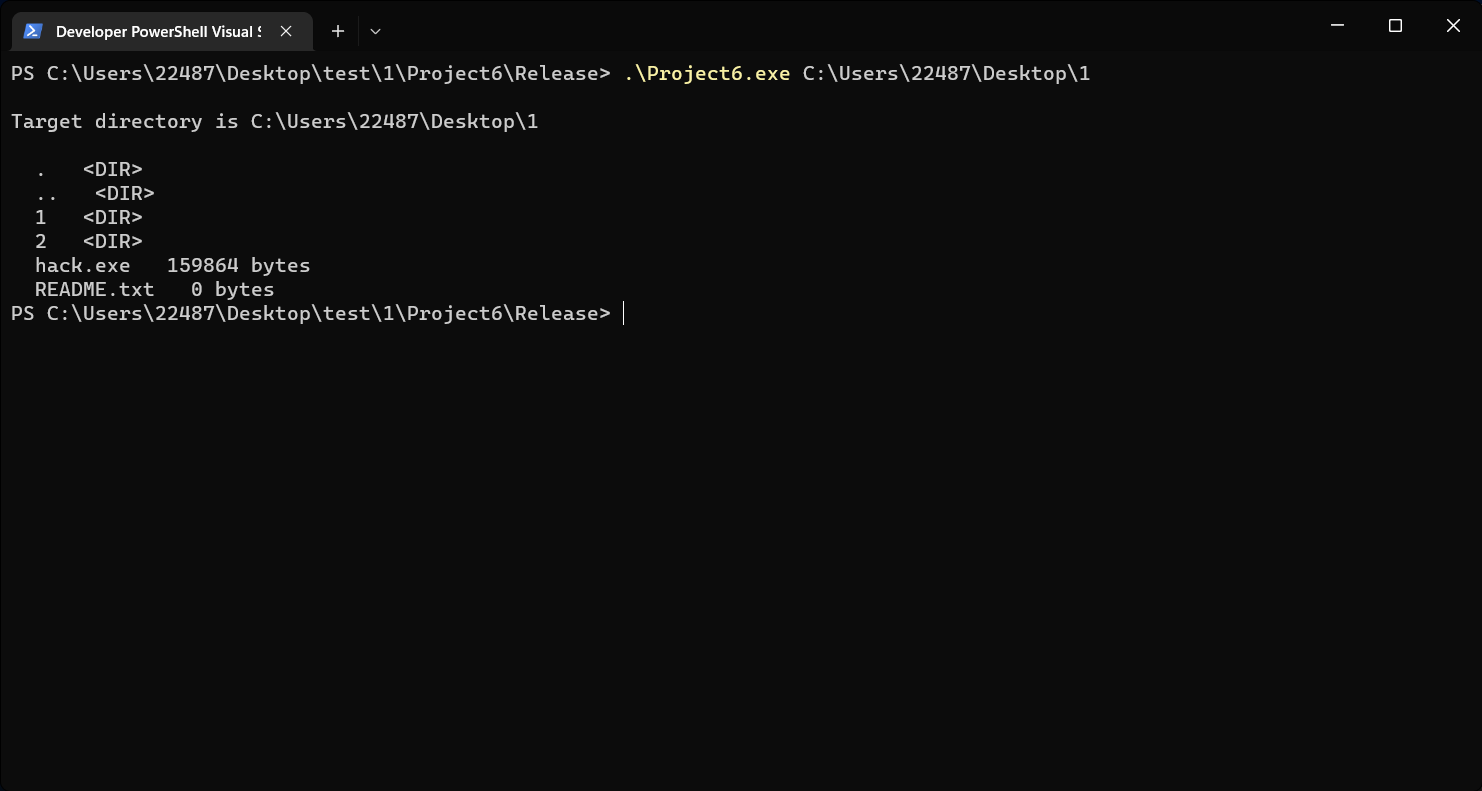 Developer PowerShell Visual S
PS C:\Users\22487\Desktop\test\1\Project6\Release> .\Project6.exe C:\Users\22487\Desktop\1
Target directory is C:\Users\22487\Desktop\1
.   <DIR>
..   <DIR>
1   <DIR>
2   <DIR>
hack.exe   159864 bytes
README.txt   0 bytes
PS C:\Users\22487\Desktop\test\1\Project6\Release>